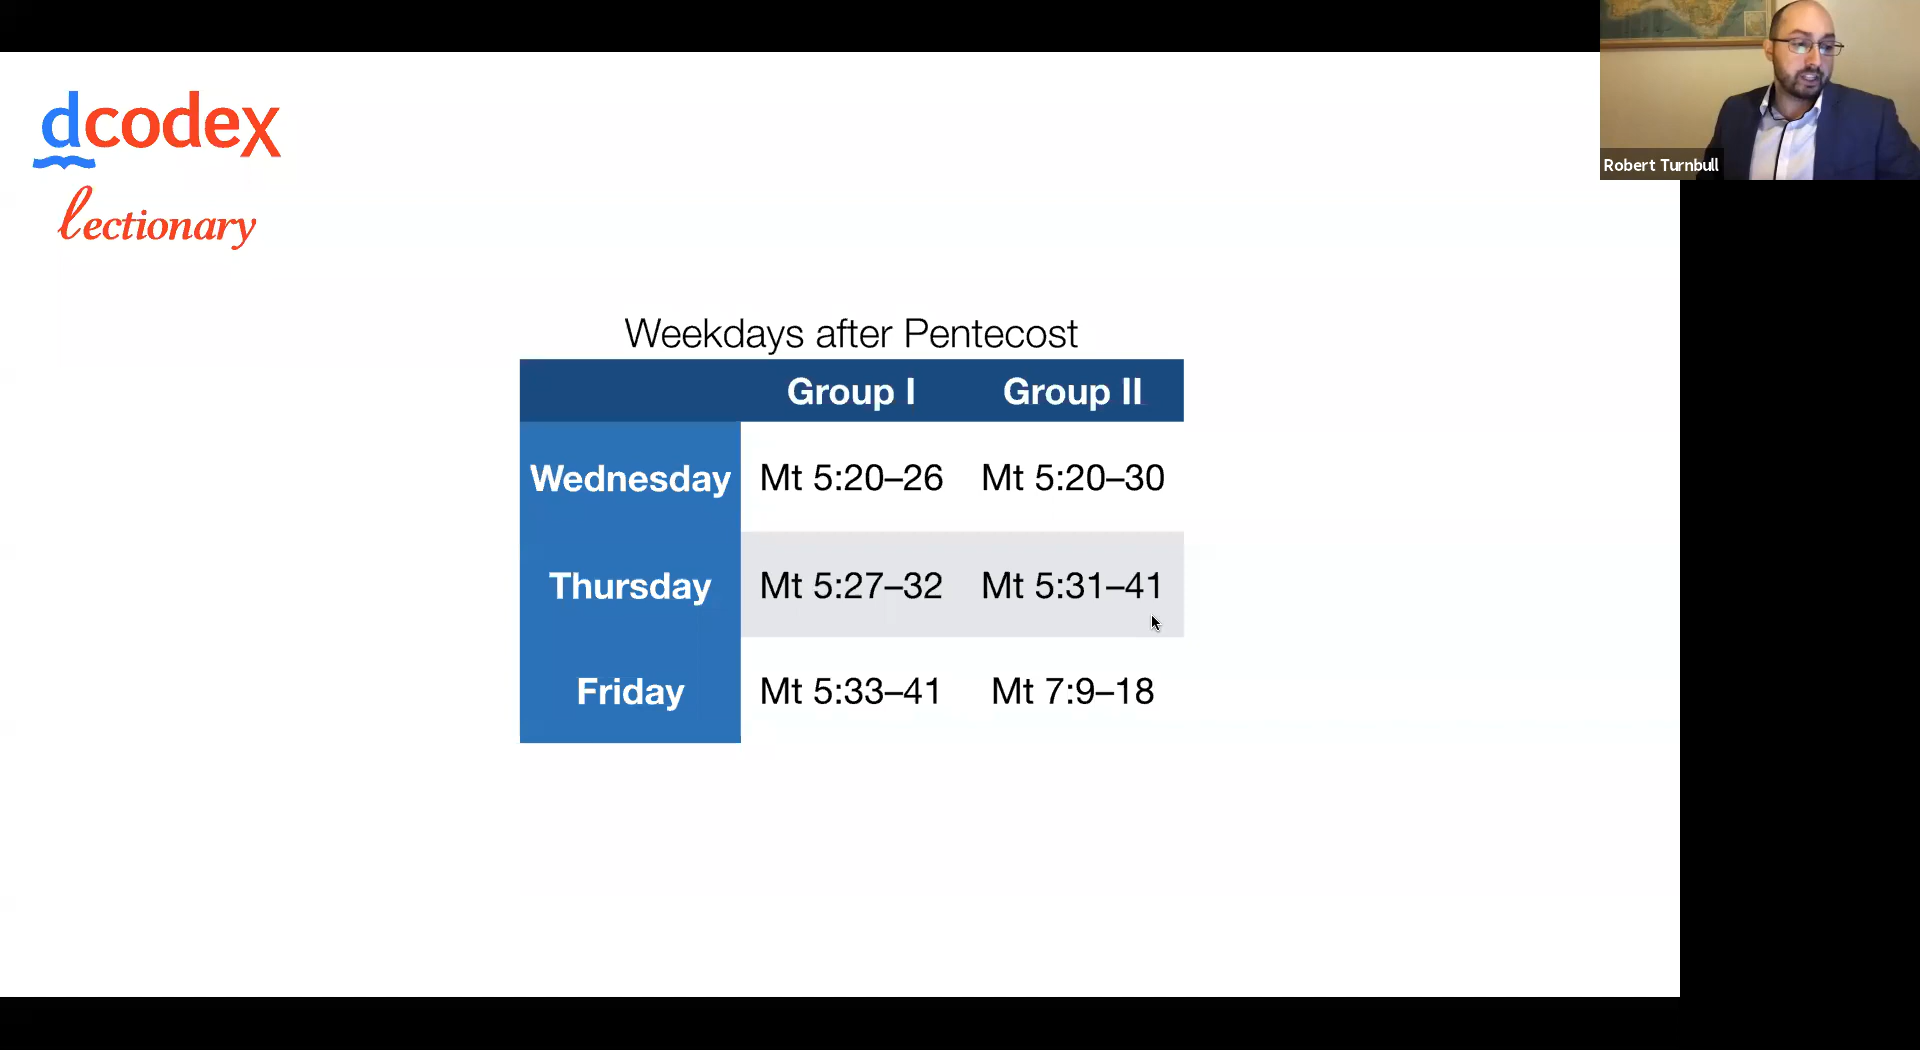 dcodex
lectionary
Robert Turnbull
Weekdays after Pentecost
Group I Group II
Wednesday Mt 5:20–26 Mt 5:20–30
Thursday Mt 5:27–32 Mt 5:31–41
Friday Mt 5:33–41 Mt 7:9–18